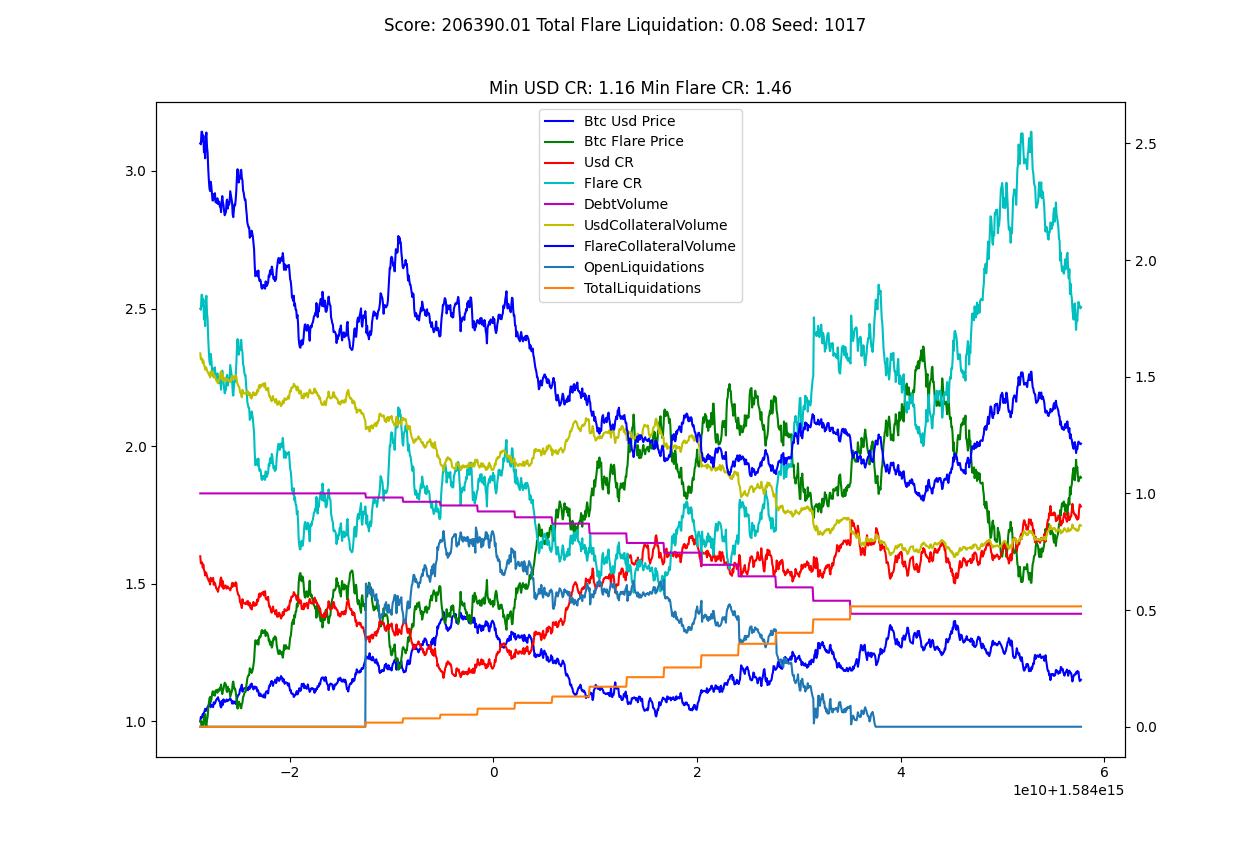 Score: 206390.01 Total Flare Liquidation: 0.08 Seed: 1017
Min USD CR: 1.16 Min Flare CR: 1.46
Btc Usd Price
Btc Flare Price
Usd CR
Flare CR
DebtVolume
UsdCollateralVolume
FlareCollateralVolume
OpenLiquidations
TotalLiquidations
3.0
2.5
2.0
1.5
1.0
2.5
2.0
1.5
1.0
0.5
0.0
−2
0
2
4
6
1e10+1.584e15